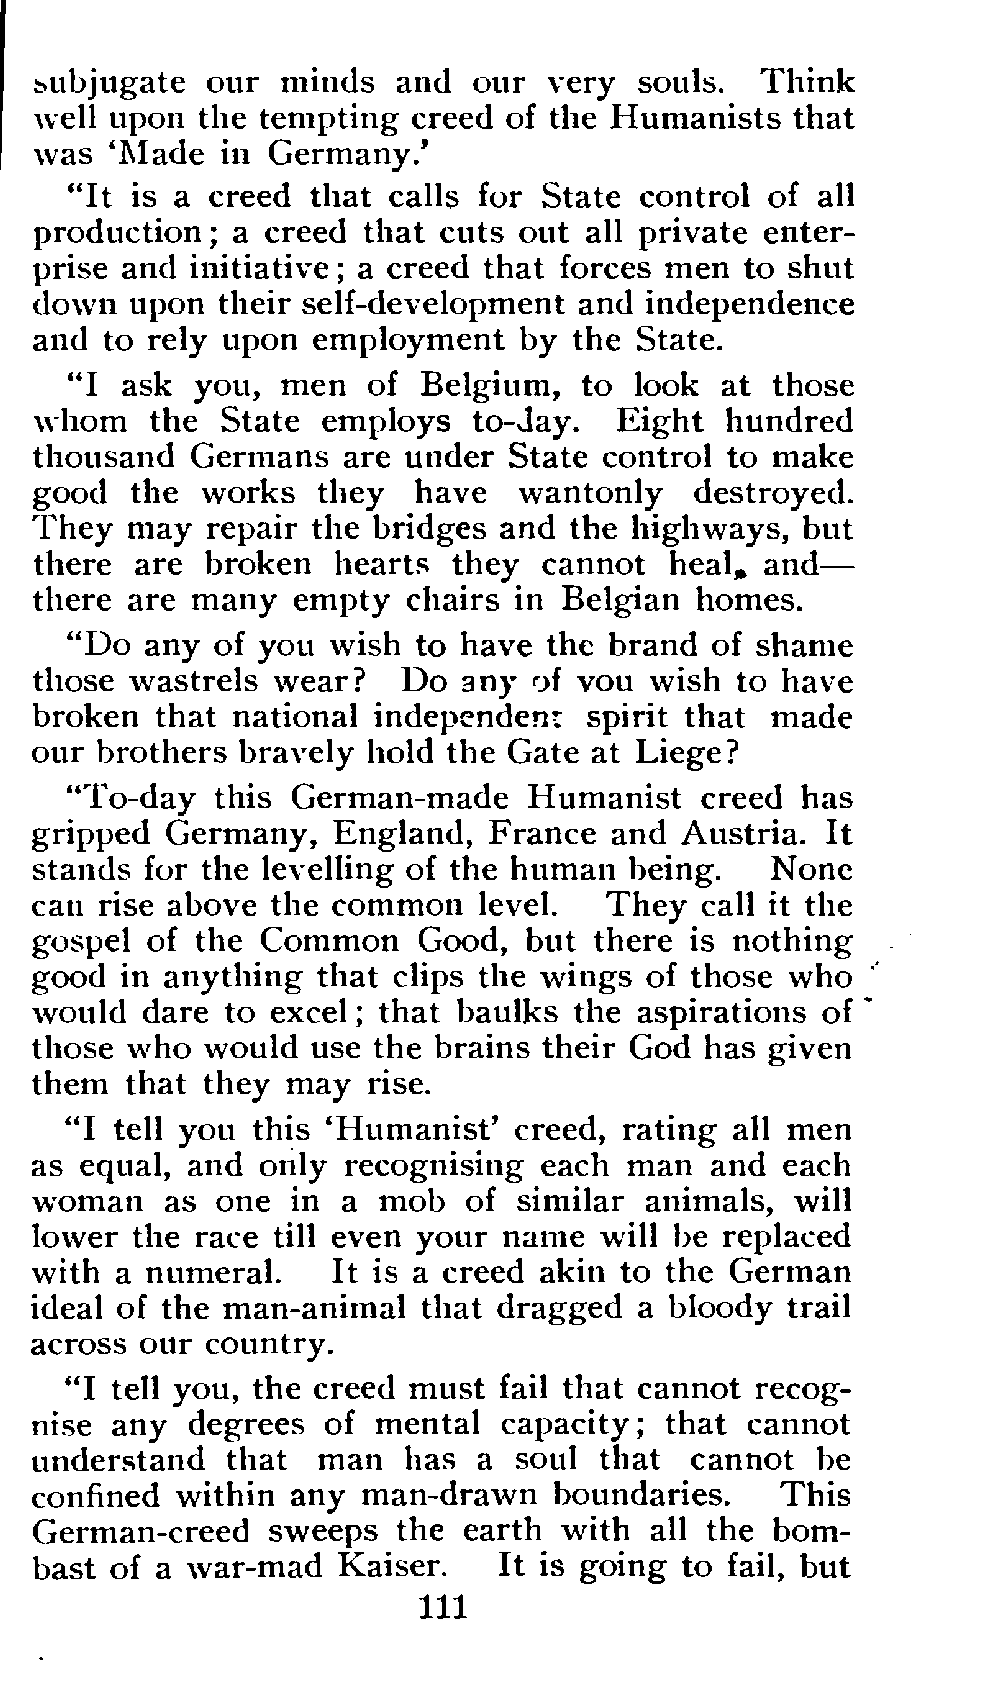 subjugate our minds and our very souls. Think
well upon the tempting creed of the Humanists that
was ‘Made in Germany.’
“It is a creed that calls for State control of all
production; a creed that cuts out all private enter-
prise and initiative; a creed that forces men to shut
down upon their self-development and independence
and to rely upon employment by the State.
“I ask you, men of Belgium, to look at those
whom the State employs to-day. Eight hundred
thousand Germans are under State control to make
good the works they have wantonly destroyed.
They may repair the bridges and the highways, but
there are broken hearts they cannot heal, and—
there are many empty chairs in Belgian homes.
“Do any of you wish to have the brand of shame
those wastrels wear? Do any of you wish to have
broken that national independent spirit that made
our brothers bravely hold the Gate at Liege?
“To-day this German-made Humanist creed has
gripped Germany, England, France and Austria. It
stands for the levelling of the human being. None
can rise above the common level. They call it the
gospel of the Common Good, but there is nothing
good in anything that clips the wings of those who
would dare to excel; that baulks the aspirations of
those who would use the brains their God has given
them that they may rise.
“I tell you this ‘Humanist’ creed, rating all men
as equal, and only recognising each man and each
woman as one in a mob of similar animals, will
lower the race till even your name will be replaced
with a numeral. It is a creed akin to the German
ideal of the man-animal that dragged a bloody trail
across our country.
“I tell you, the creed must fail that cannot recog-
nise any degrees of mental capacity; that cannot
understand that man has a soul that cannot be
confined within any man-drawn boundaries. This
German-creed sweeps the earth with all the bom-
bast of a war-mad Kaiser. It is going to fail, but
111